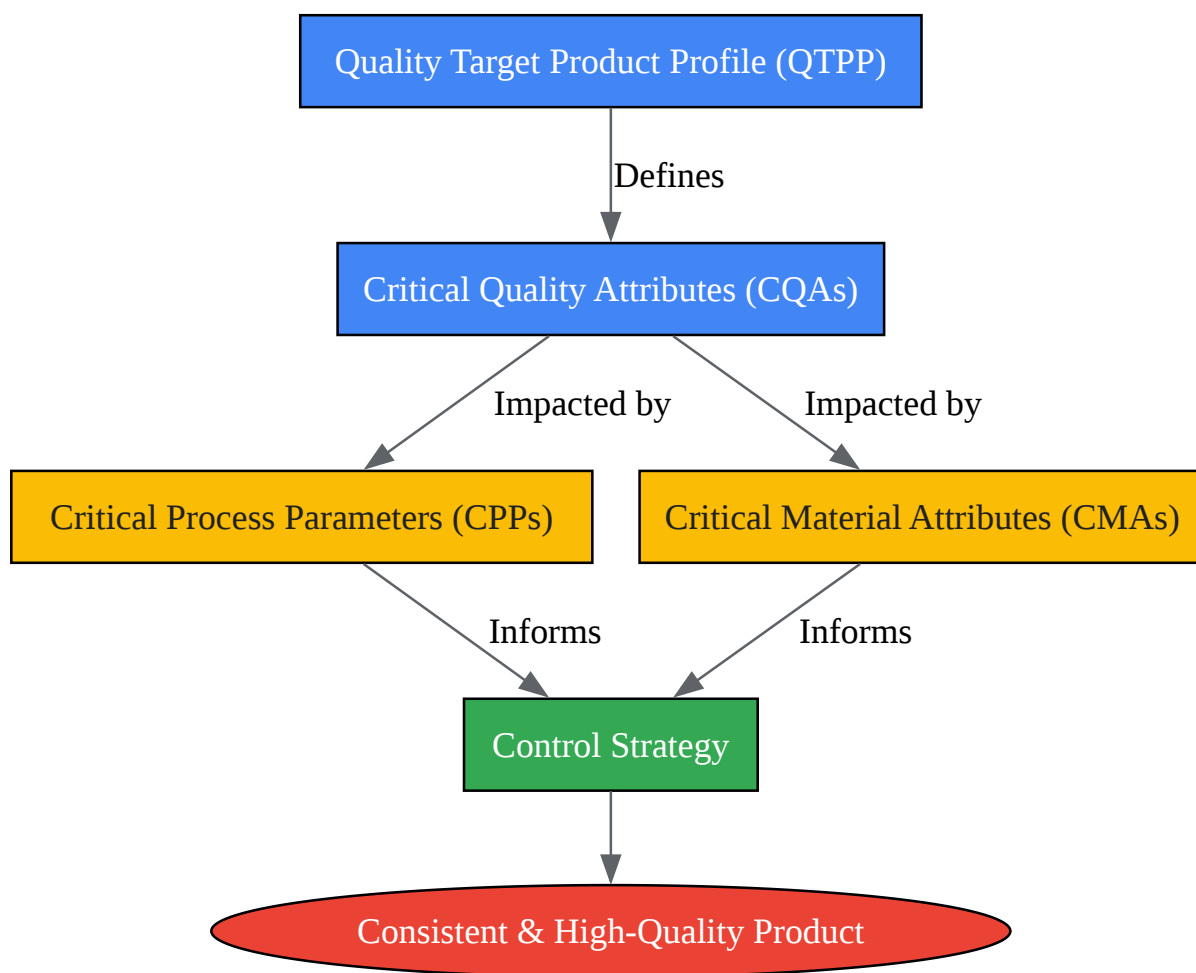 Quality Target Product Profile (QTPP)
Defines
Critical Quality Attributes (CQAs)
Impacted by
Impacted by
Critical Process Parameters (CPPs)
Critical Material Attributes (CMAs)
Informs
Informs
Control Strategy
Consistent & High-Quality Product